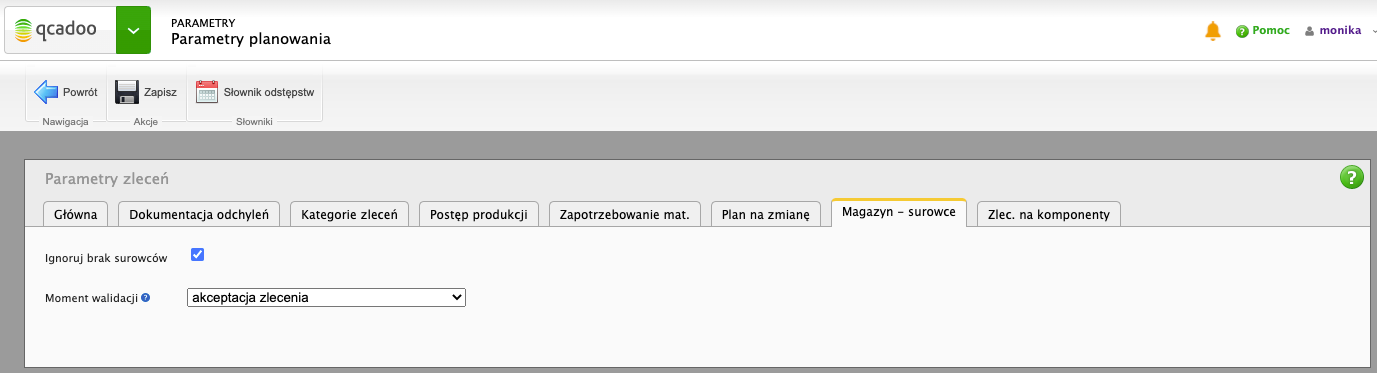 qcadoo
PARAMETRY
Parametry planowania
Pomoc
monika
Powrót
Zapisz
Słownik odstępstw
Nawigacja
Akcje
Słowniki
Parametry zleceń
?
Główna
Dokumentacja odchyleń
Kategorie zleceń
Postęp produkcji
Zapotrzebowanie mat.
Plan na zmianę
Magazyn – surowce
Zlec. na komponenty
Ignoruj brak surowców
Moment walidacji ?
akceptacja zlecenia